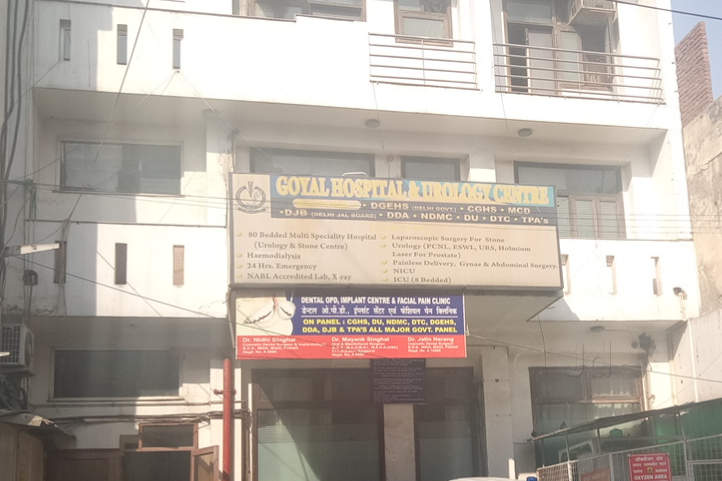 GOYAL HOSPITAL & UROLOGY CENTRE
• DGEHS (DELHI GOVT.) • CGHS • MCD
• DJB (DELHI JAL BOARD) • DDA • NDMC • DU • DTC • TPA's
80 Bedded Multi Speciality Hospital
(Urology & Stone Centre)
Haemodialysis
24 Hrs. Emergency
NABL Accredited Lab, X-ray
Laparoscopic Surgery For Stone
Urology (PCNL, ESWL, URS, Holmium
Laser For Prostate)
Painless Delivery, Gynae & Abdominal Surgery.
NICU
ICU (8 Bedded)
DENTAL OPD, IMPLANT CENTRE & FACIAL PAIN CLINIC
डेन्टल ओ.पी.डी., इंप्लांट सेंटर एवं फेशियल पेन क्लिनिक
ON PANEL : CGHS, DU, NDMC, DTC, DGEHS,
DDA, DJB & TPA'S ALL MAJOR GOVT. PANEL
Dr. Nidhi Singhal
Dr. Mayank Singhal
Dr. Jatin Narang
OXYGEN AREA